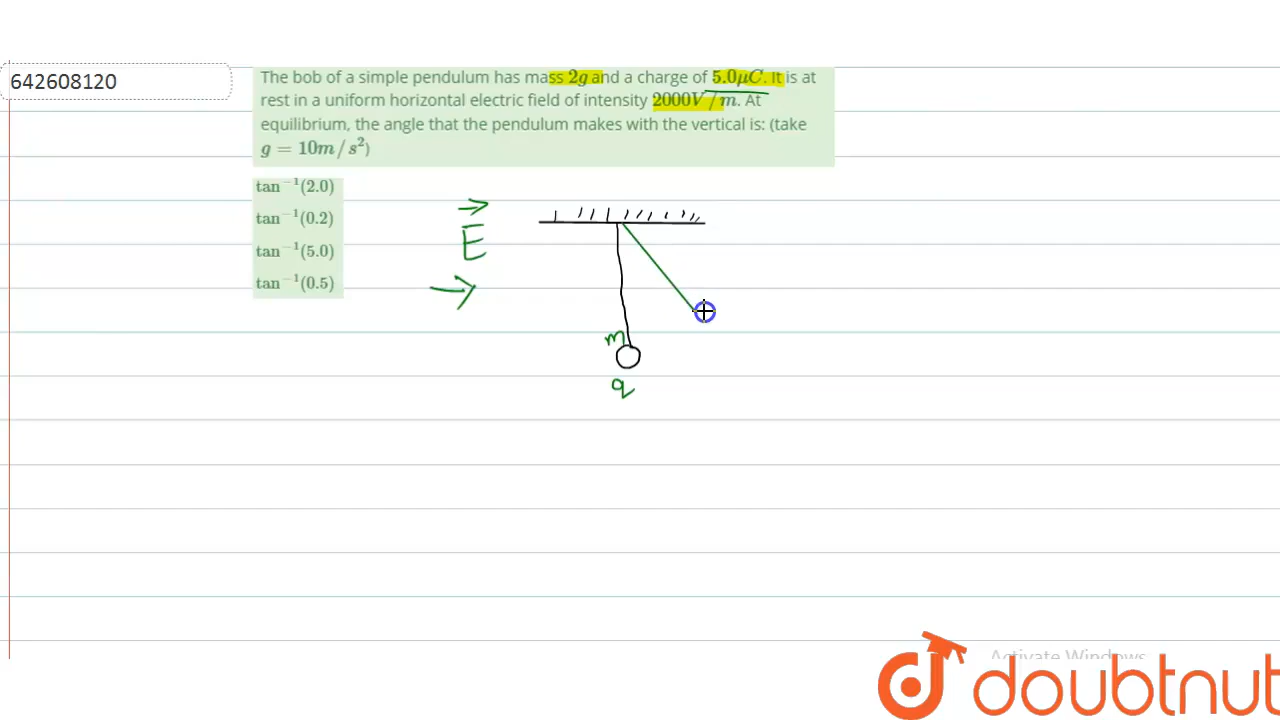 642608120
The bob of a simple pendulum has mass 2g and a charge of 5.0μC. It is at
rest in a uniform horizontal electric field of intensity 2000V/m. At
equilibrium, the angle that the pendulum makes with the vertical is: (take
g = 10m/s²)
tan⁻¹(2.0)
tan⁻¹(0.2)
tan⁻¹(5.0)
tan⁻¹(0.5)
E
m
q
Activate Windows
doubtnut